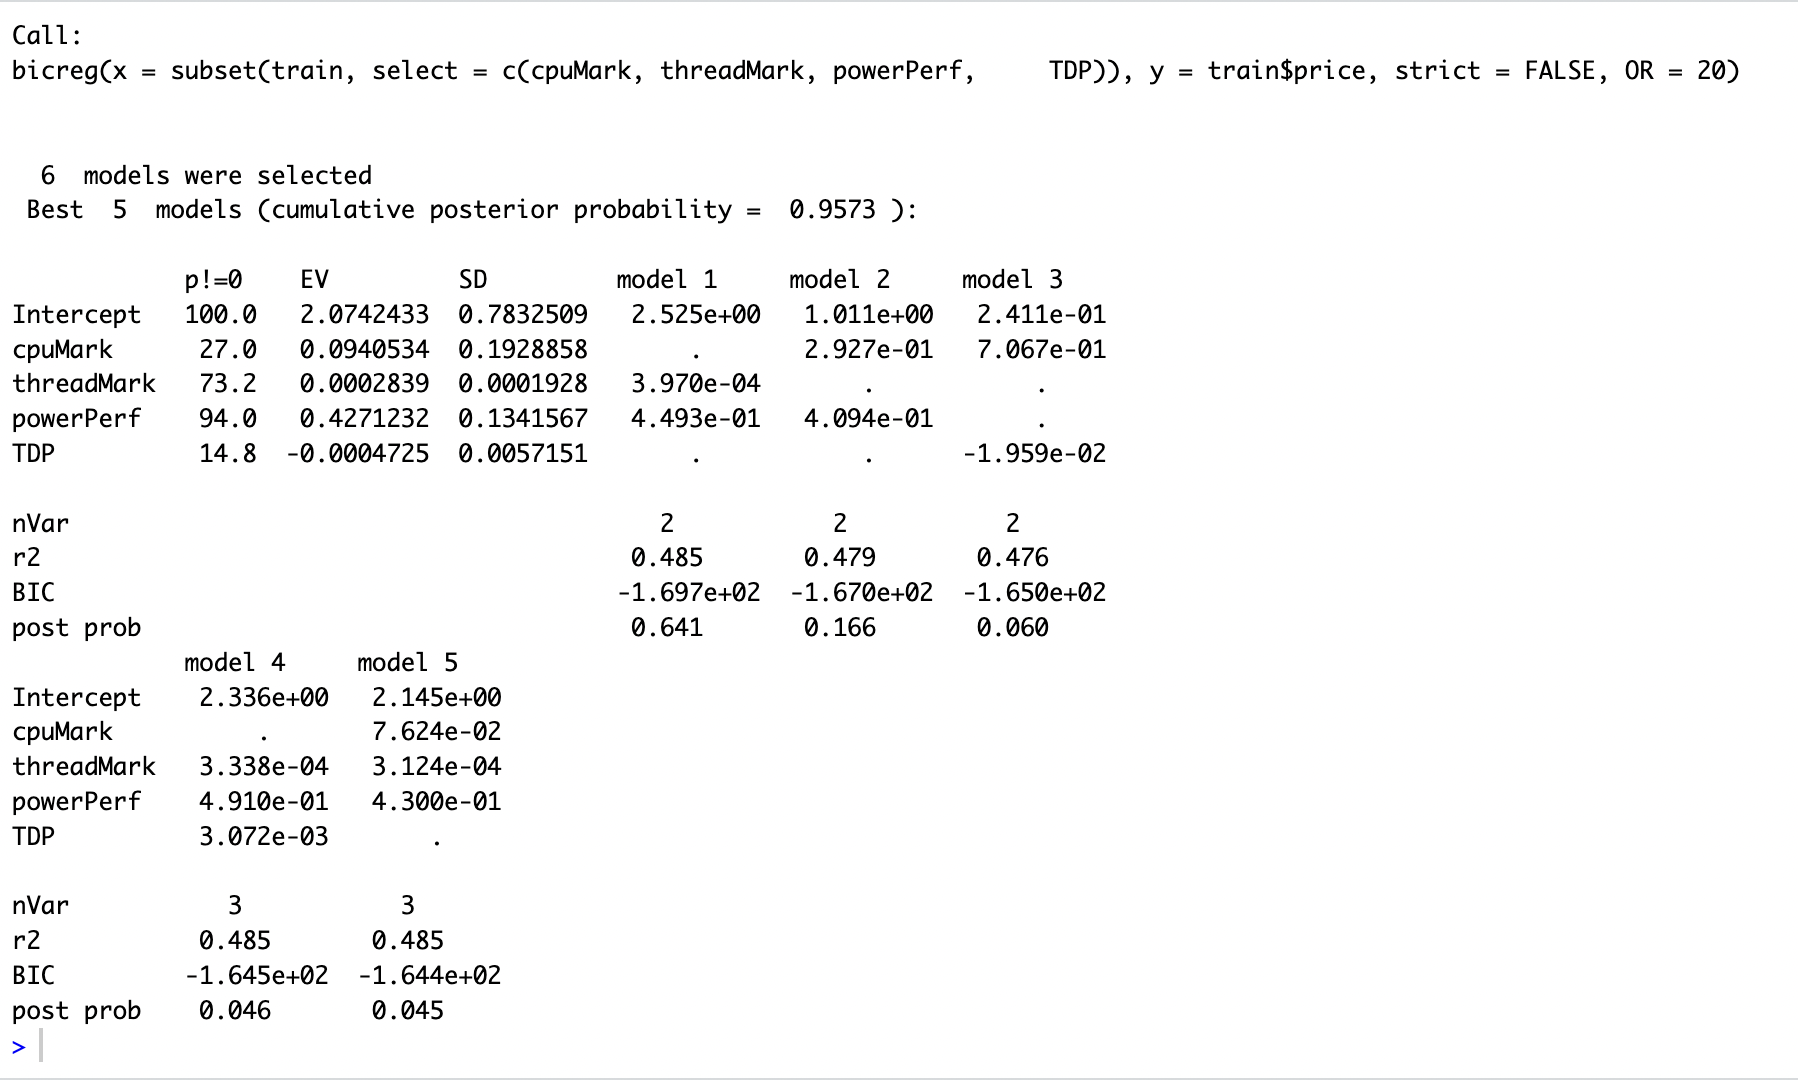 Call:
bicreg(x = subset(train, select = c(cpuMark, threadMark, powerPerf,     TDP)), y = train$price, strict = FALSE, OR = 20)
  6  models were selected
 Best  5  models (cumulative posterior probability =  0.9573 ):
            p!=0    EV         SD         model 1     model 2     model 3
Intercept   100.0   2.0742433  0.7832509   2.525e+00   1.011e+00   2.411e-01
cpuMark      27.0   0.0940534  0.1928858       .       2.927e-01   7.067e-01
threadMark   73.2   0.0002839  0.0001928   3.970e-04       .           .
powerPerf    94.0   0.4271232  0.1341567   4.493e-01   4.094e-01       .
TDP          14.8  -0.0004725  0.0057151       .           .      -1.959e-02
nVar                                         2           2           2
r2                                         0.485       0.479       0.476
BIC                                       -1.697e+02  -1.670e+02  -1.650e+02
post prob                                  0.641       0.166       0.060
            model 4     model 5
Intercept    2.336e+00   2.145e+00
cpuMark          .       7.624e-02
threadMark   3.338e-04   3.124e-04
powerPerf    4.910e-01   4.300e-01
TDP          3.072e-03       .
nVar           3           3
r2           0.485       0.485
BIC         -1.645e+02  -1.644e+02
post prob    0.046       0.045
>